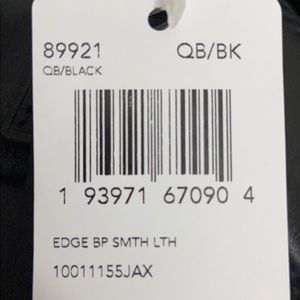 89921 QB/BK
QB/BLACK
1 93971 67090 4
EDGE BP SMTH LTH
10011155JAX